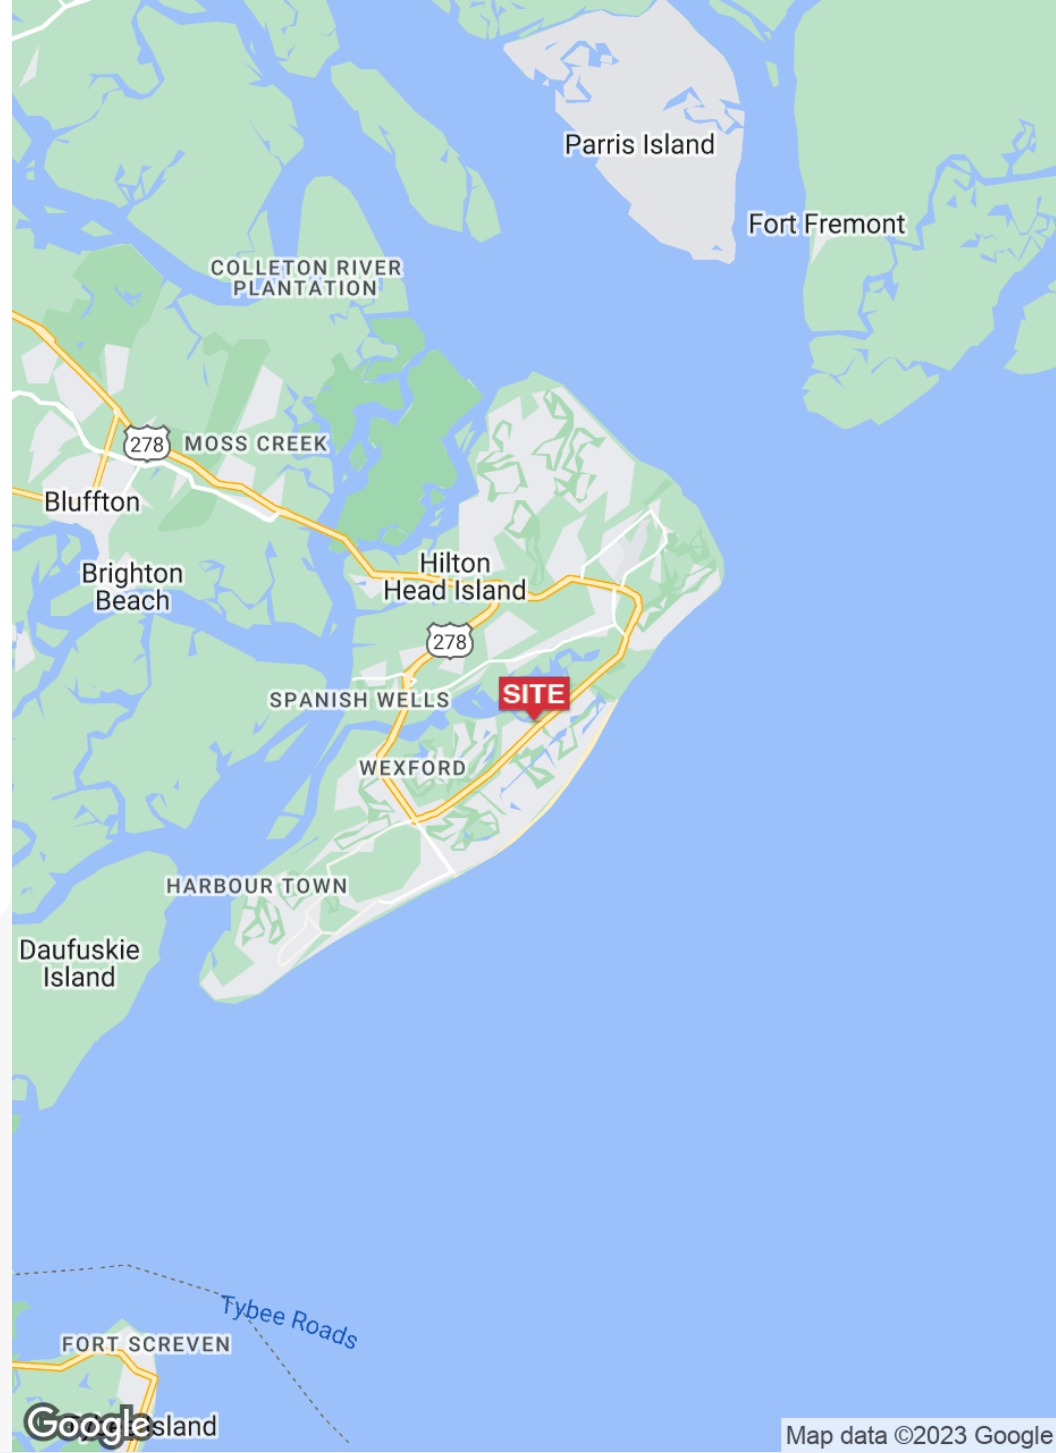 Parris Island
Fort Fremont
COLLETON RIVER
PLANTATION
278
MOSS CREEK
Bluffton
Hilton
Head Island
Brighton
Beach
278
SPANISH WELLS
SITE
WEXFORD
HARBOUR TOWN
Daufuskie
Island
Tybee Roads
FORT SCREVEN
Google
Island
Map data ©2023 Google